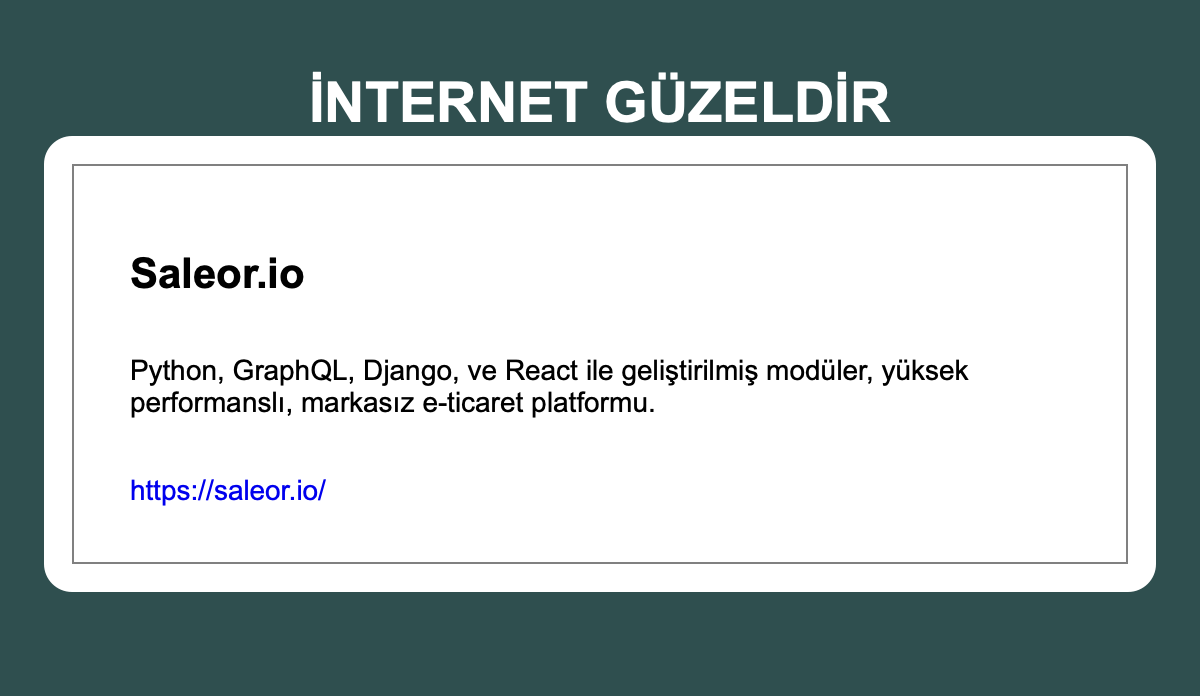 İNTERNET GÜZELDİR
Saleor.io
Python, GraphQL, Django, ve React ile geliştirilmiş modüler, yüksek
performanslı, markasız e-ticaret platformu.
https://saleor.io/